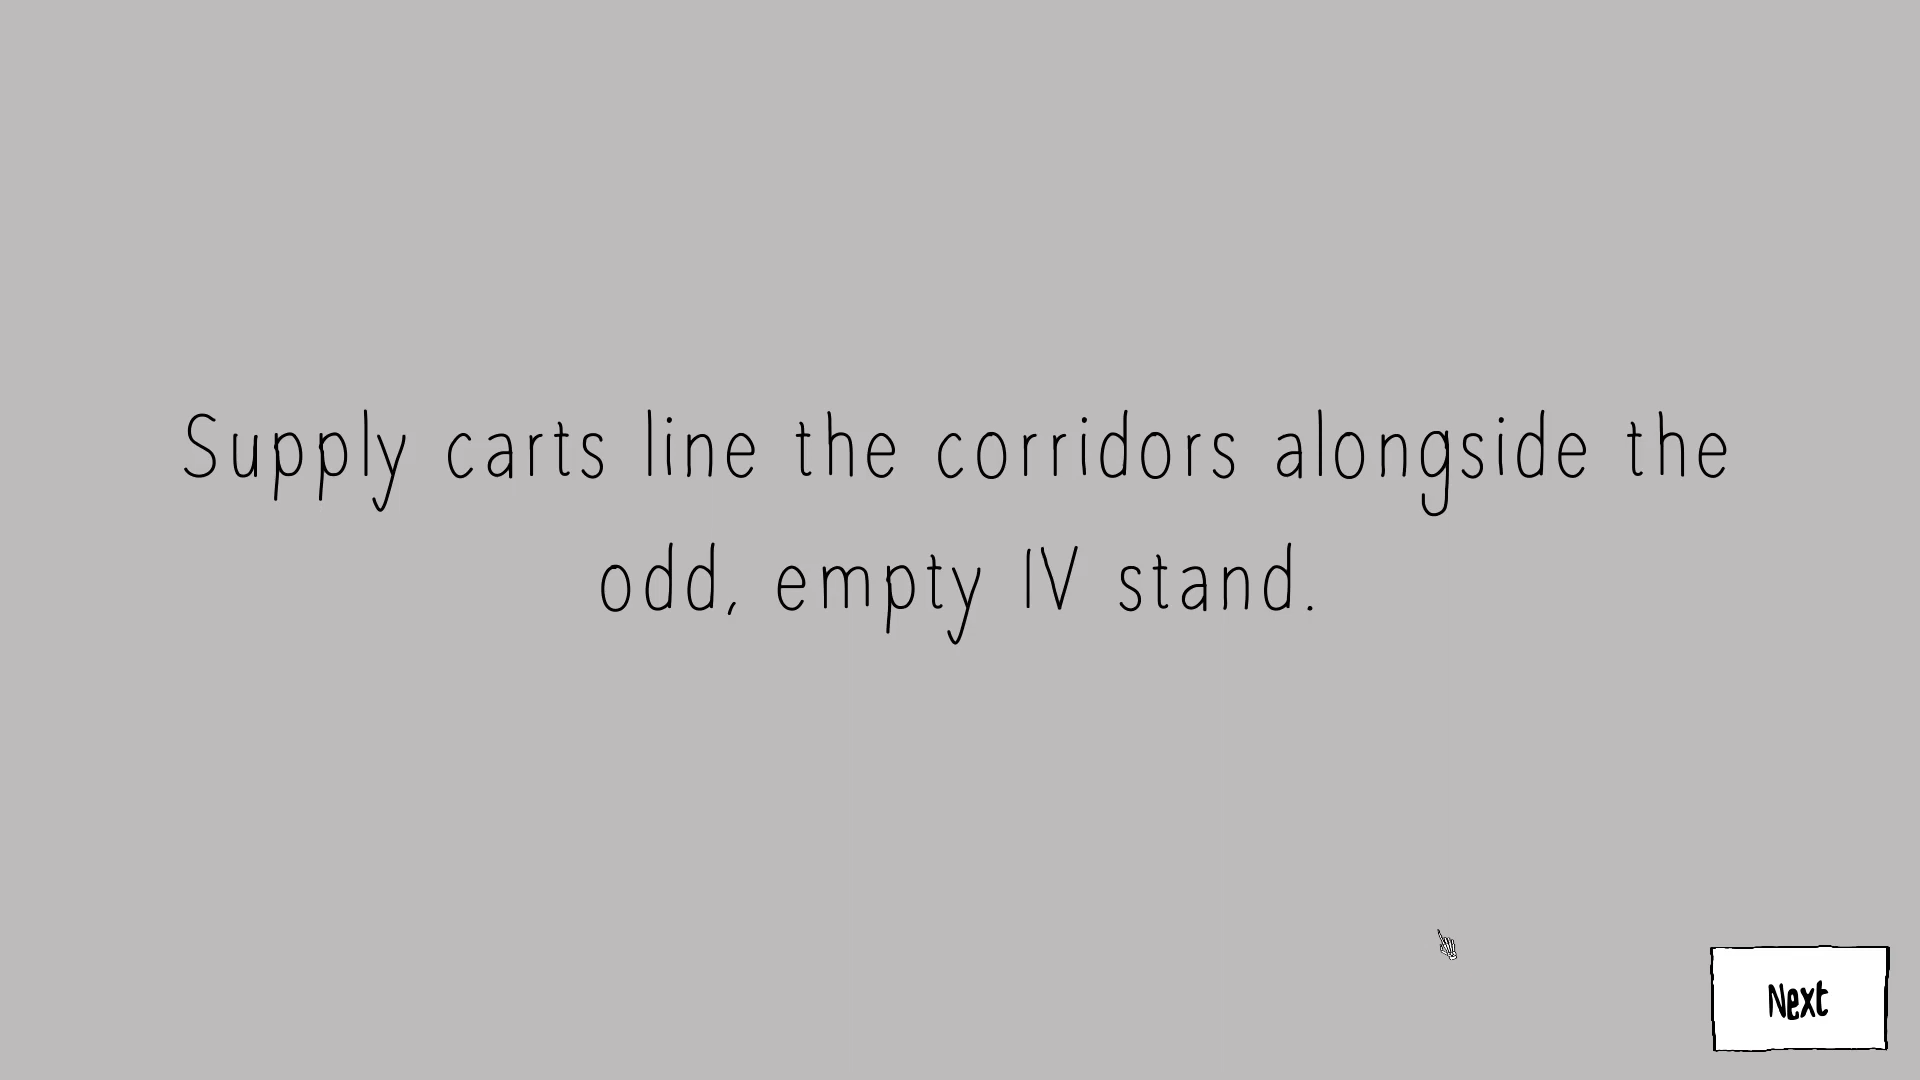 Supply carts line the corridors alongside the
odd, empty IV stand.
Next